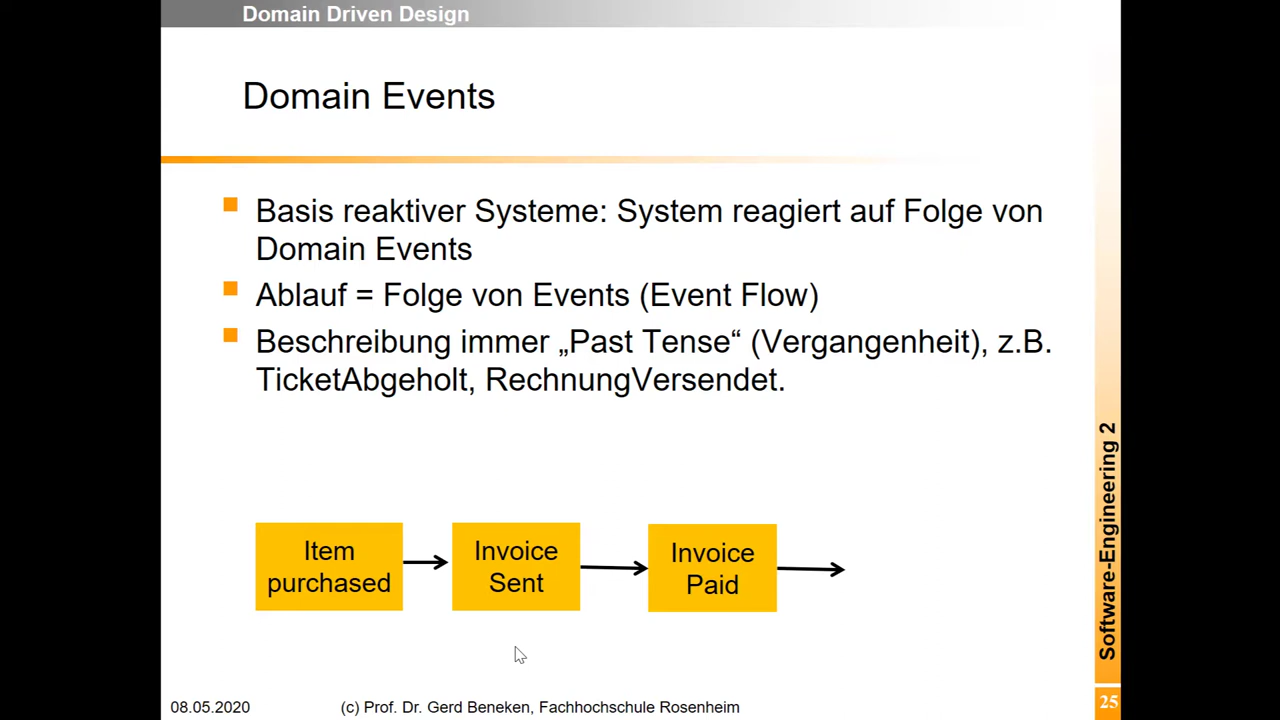 Domain Driven Design
Domain Events
Basis reaktiver Systeme: System reagiert auf Folge von
Domain Events
Ablauf = Folge von Events (Event Flow)
Beschreibung immer „Past Tense“ (Vergangenheit), z.B.
TicketAbgeholt, RechnungVersendet.
Item
purchased
Invoice
Sent
Invoice
Paid
Software-Engineering 2
08.05.2020
(c) Prof. Dr. Gerd Beneken, Fachhochschule Rosenheim
25